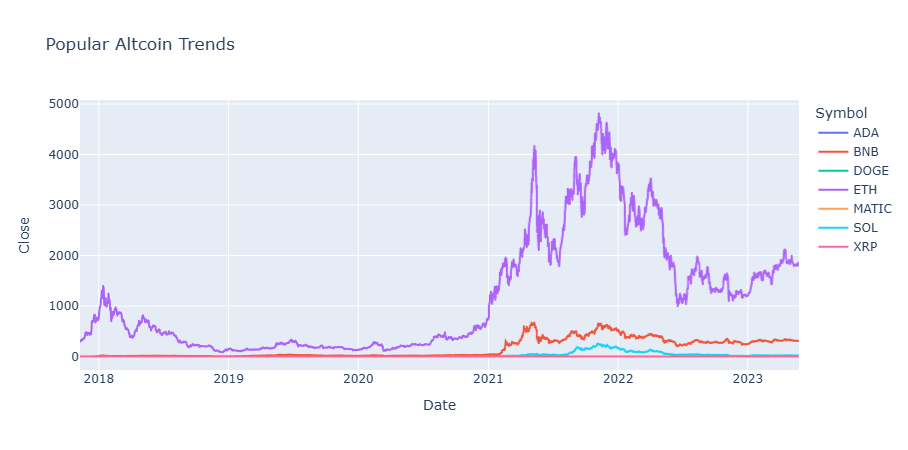 Popular Altcoin Trends
Symbol
ADA
BNB
DOGE
ETH
MATIC
SOL
XRP
Close
5000
4000
3000
2000
1000
0
2018
2019
2020
2021
2022
2023
Date